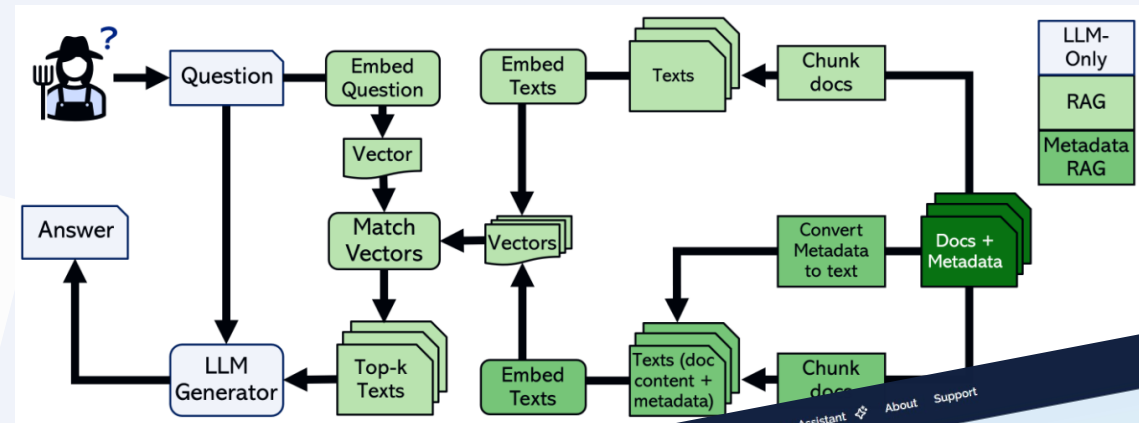 ?
Question
Embed
Question
Vector
Match
Vectors
Top-k
Texts
LLM
Generator
Answer
Embed
Texts
Texts
Chunk
docs
Vectors
Convert
Metadata
to text
Docs +
Metadata
Embed
Texts
Texts (doc
content +
metadata)
Chunk
docs
LLM-
Only
RAG
Metadata
RAG
Assistant About Support